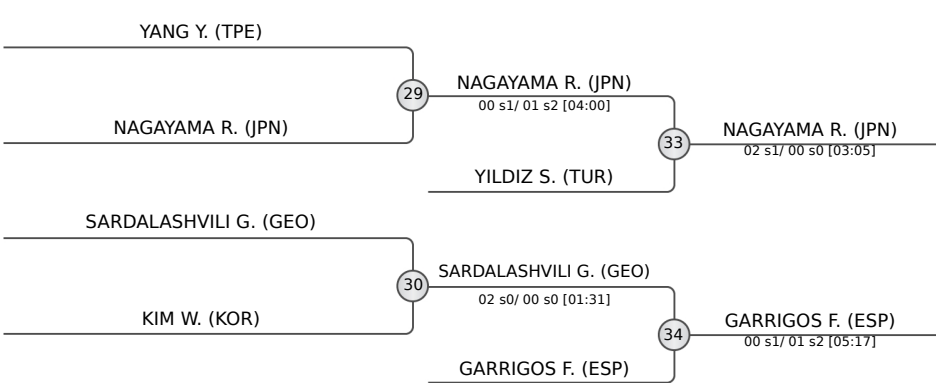 YANG Y. (TPE)
29
NAGAYAMA R. (JPN)
NAGAYAMA R. (JPN)
00 s1/ 01 s2 [04:00]
33
YILDIZ S. (TUR)
NAGAYAMA R. (JPN)
02 s1/ 00 s0 [03:05]
SARDALASHVILI G. (GEO)
30
KIM W. (KOR)
SARDALASHVILI G. (GEO)
02 s0/ 00 s0 [01:31]
34
GARRIGOS F. (ESP)
GARRIGOS F. (ESP)
00 s1/ 01 s2 [05:17]